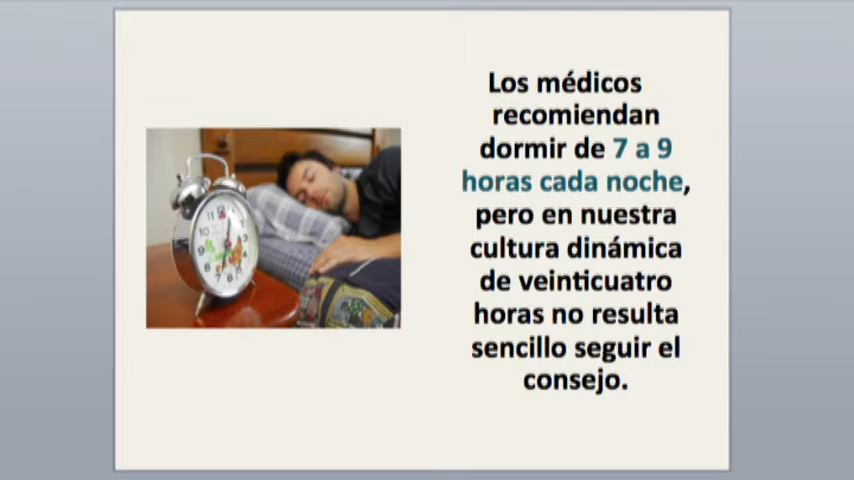 Los médicos
recomiendan
dormir de 7 a 9
horas cada noche,
pero en nuestra
cultura dinámica
de veinticuatro
horas no resulta
sencillo seguir el
consejo.